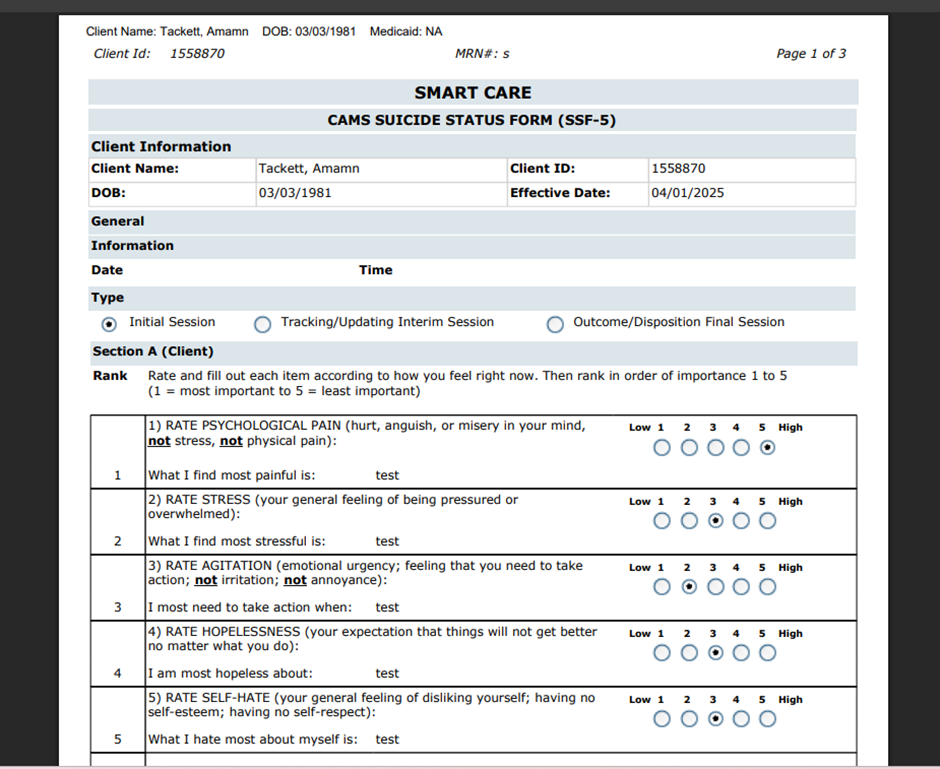 Client Name: Tackett, Amamn DOB: 03/03/1981 Medicaid: NA
Client Id: 1558870 MRN#: s Page 1 of 3
SMART CARE
CAMS SUICIDE STATUS FORM (SSF-5)
Client Information
Client Name: Tackett, Amamn Client ID: 1558870
DOB: 03/03/1981 Effective Date: 04/01/2025
General
Information
Date Time
Type
Initial Session Tracking/Updating Interim Session Outcome/Disposition Final Session
Section A (Client)
Rank Rate and fill out each item according to how you feel right now. Then rank in order of importance 1 to 5
(1 = most important to 5 = least important)
1) RATE PSYCHOLOGICAL PAIN (hurt, anguish, or misery in your mind, Low 1 2 3 4 5 High
not stress, not physical pain):
1 What I find most painful is: test
2) RATE STRESS (your general feeling of being pressured or Low 1 2 3 4 5 High
overwhelmed):
2 What I find most stressful is: test
3) RATE AGITATION (emotional urgency; feeling that you need to take Low 1 2 3 4 5 High
action; not irritation; not annoyance):
3 I most need to take action when: test
4) RATE HOPELESSNESS (your expectation that things will not get better Low 1 2 3 4 5 High
no matter what you do):
4 I am most hopeless about: test
5) RATE SELF-HATE (your general feeling of disliking yourself; having no Low 1 2 3 4 5 High
self-esteem; having no self-respect):
5 What I hate most about myself is: test